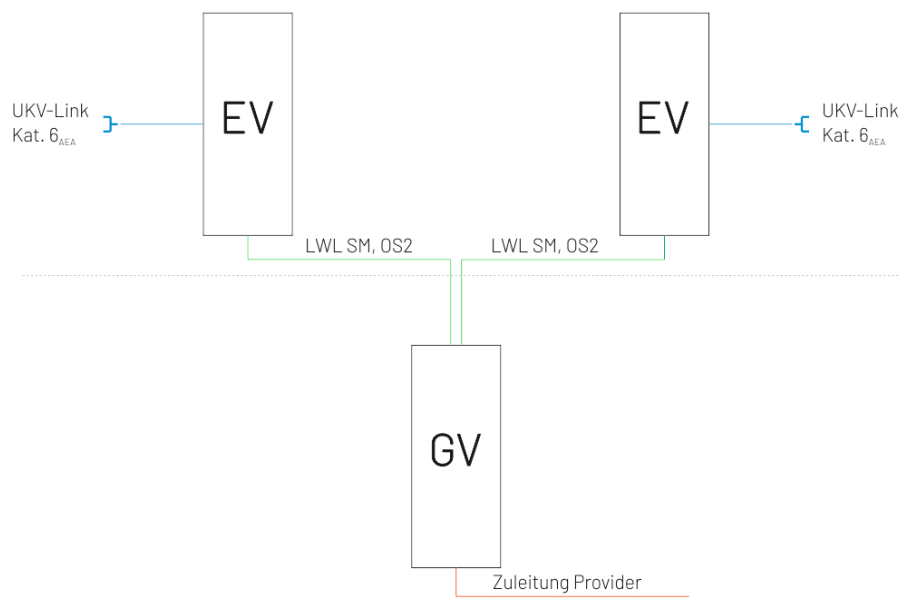 EV
EV
UKV-Link
Kat. 6AEA
UKV-Link
Kat. 6AEA
LWL SM, OS2
LWL SM, OS2
GV
Zuleitung Provider